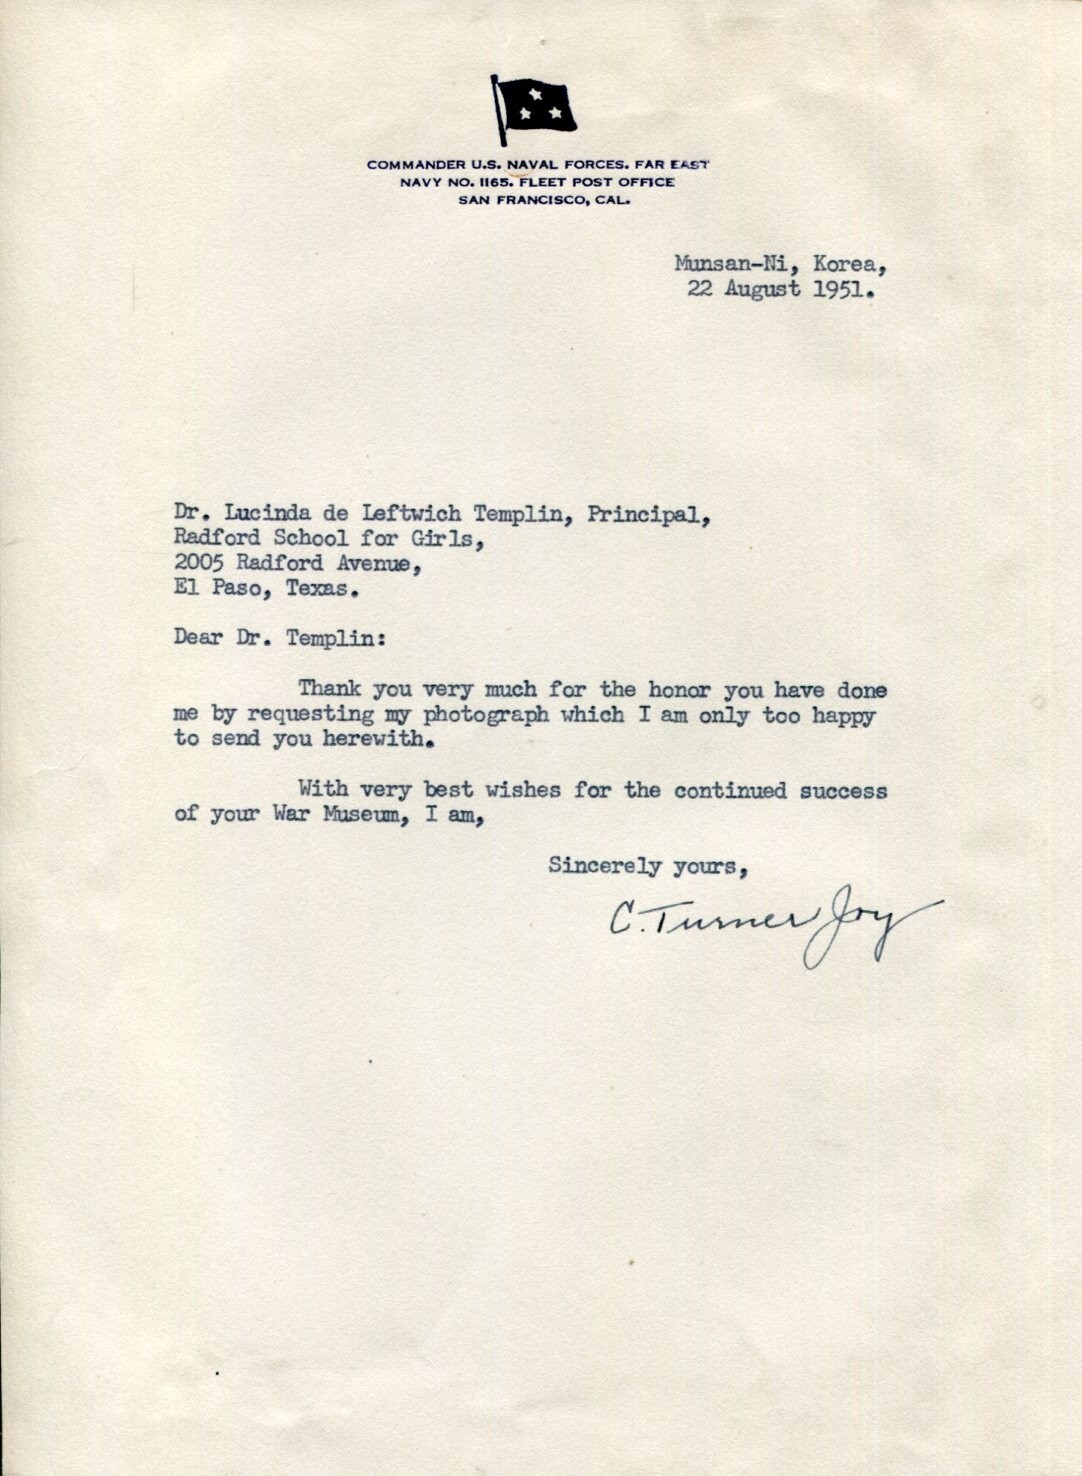 COMMANDER U.S. NAVAL FORCES. FAR EAST
NAVY NO. 1165. FLEET POST OFFICE
SAN FRANCISCO, CAL.
Munsan-Ni, Korea,
22 August 1951.
Dr. Lucinda de Leftwich Templin, Principal,
Radford School for Girls,
2005 Radford Avenue,
El Paso, Texas.
Dear Dr. Templin:
Thank you very much for the honor you have done
me by requesting my photograph which I am only too happy
to send you herewith.
With very best wishes for the continued success
of your War Museum, I am,
Sincerely yours,
C. Turner Joy